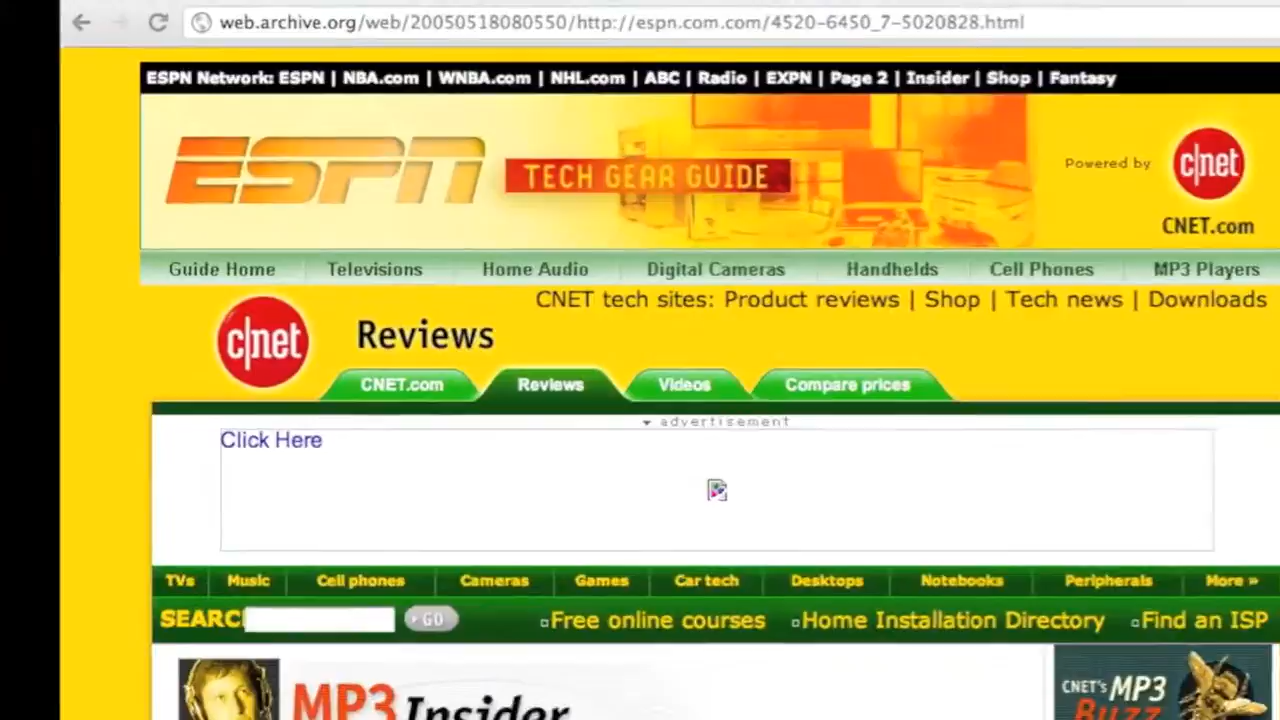 web.archive.org/web/20050518080550/http://espn.com.com/4520-6450_7-5020828.html
ESPN Network: ESPN | NBA.com | WNBA.com | NHL.com | ABC | Radio | EXPN | Page 2 | Insider | Shop | Fantasy
ESPN TECH GEAR GUIDE Powered by c|net
CNET.com
Guide Home Televisions Home Audio Digital Cameras Handhelds Cell Phones MP3 Players
CNET tech sites: Product reviews | Shop | Tech news | Downloads
c|net Reviews
CNET.com Reviews Videos Compare prices
advertisement
Click Here
TVs Music Cell phones Cameras Games Car tech Desktops Notebooks Peripherals More »
SEARC GO Free online courses Home Installation Directory Find an ISP
MP3 Insider
CNET's MP3
Buzz